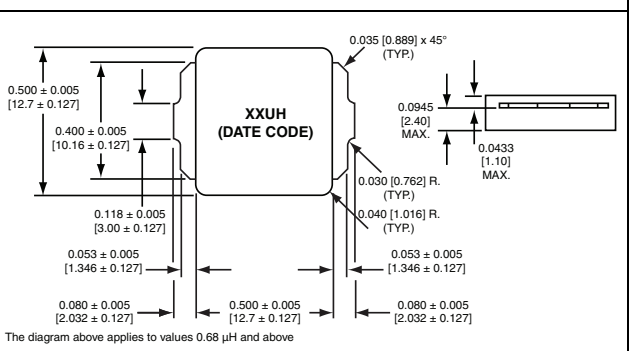 0.035 [0.889] x 45°
(TYP.)
0.500 ± 0.005
[12.7 ± 0.127]
0.400 ± 0.005
[10.16 ± 0.127]
XXUH
(DATE CODE)
0.0945
[2.40]
MAX.
0.0433
[1.10]
MAX.
0.030 [0.762] R.
(TYP.)
0.040 [1.016] R.
(TYP.)
0.118 ± 0.005
[3.00 ± 0.127]
0.053 ± 0.005
[1.346 ± 0.127]
0.053 ± 0.005
[1.346 ± 0.127]
0.080 ± 0.005
[2.032 ± 0.127]
0.500 ± 0.005
[12.7 ± 0.127]
0.080 ± 0.005
[2.032 ± 0.127]
The diagram above applies to values 0.68 µH and above